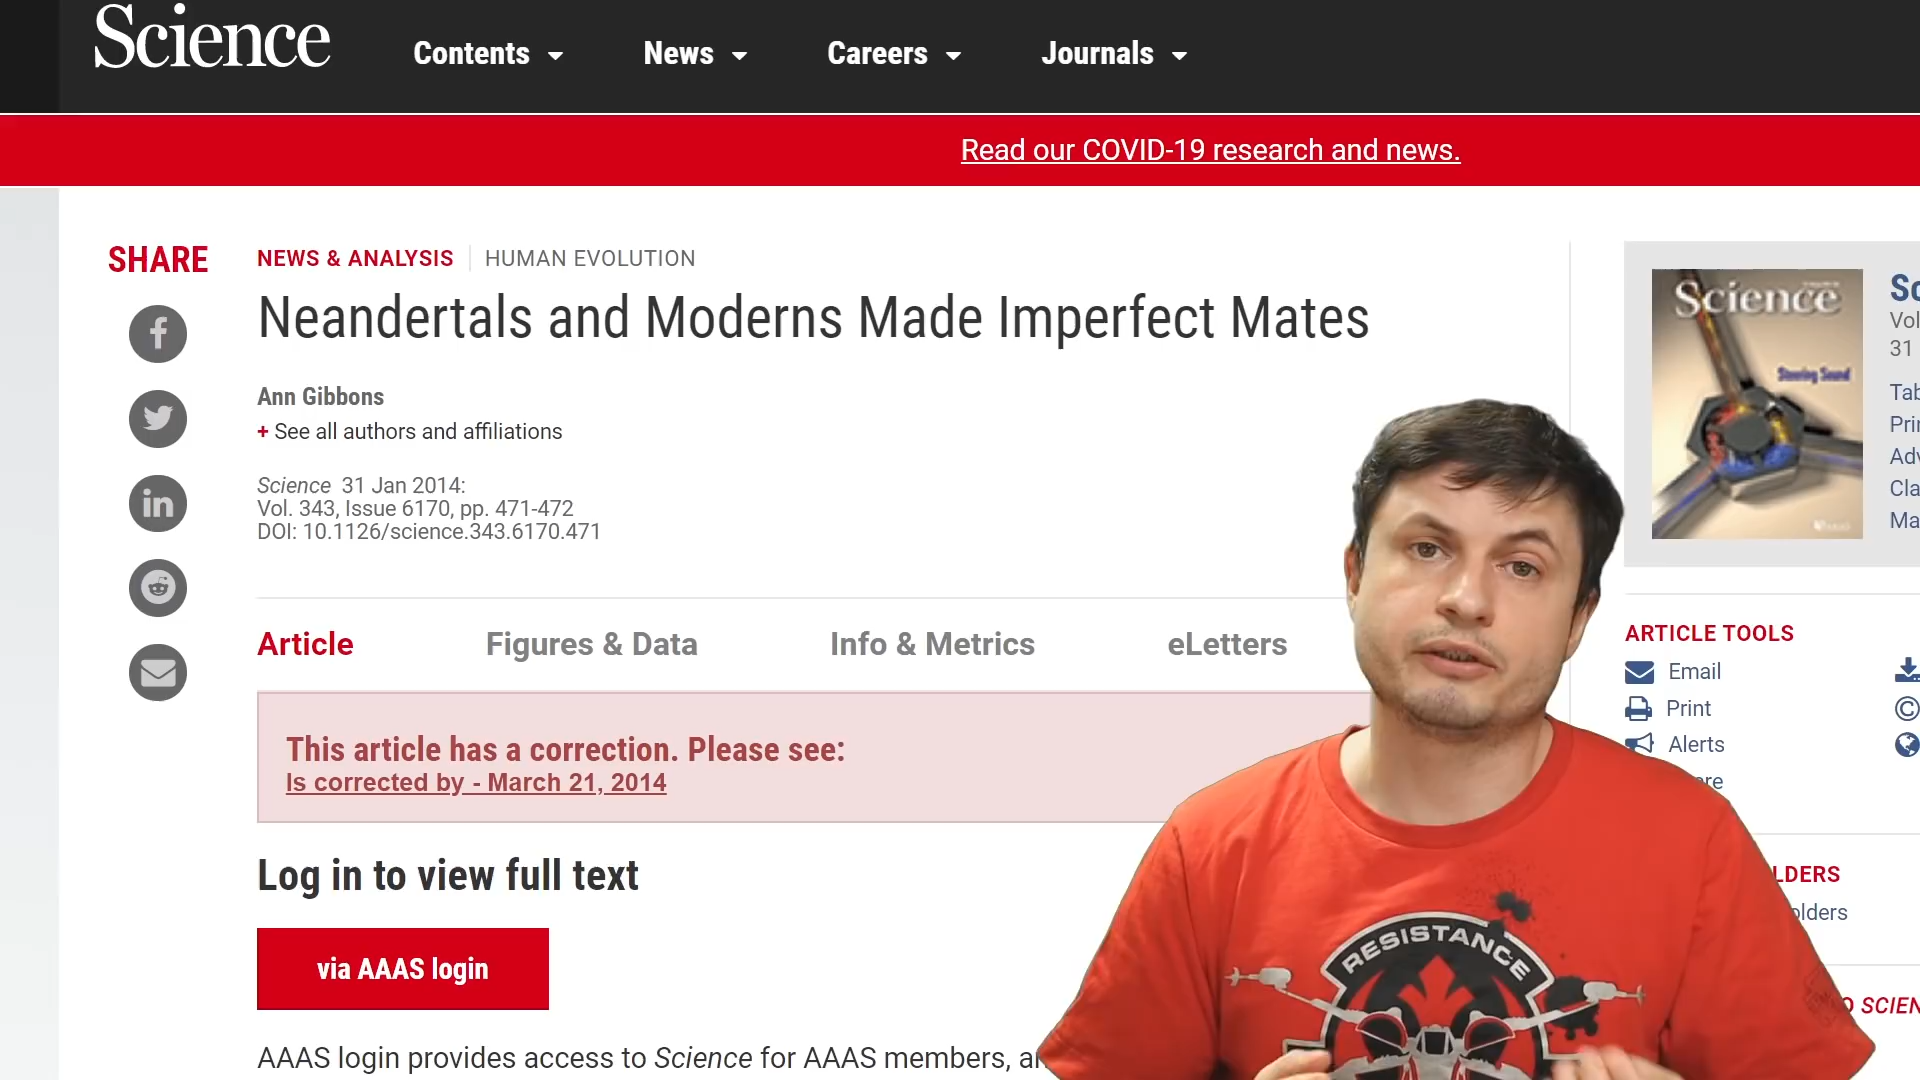 Science
Contents
News
Careers
Journals
Read our COVID-19 research and news.
SHARE
NEWS & ANALYSIS
HUMAN EVOLUTION
Neandertals and Moderns Made Imperfect Mates
Ann Gibbons
+ See all authors and affiliations
Science 31 Jan 2014:
Vol. 343, Issue 6170, pp. 471-472
DOI: 10.1126/science.343.6170.471
Article
Figures & Data
Info & Metrics
eLetters
This article has a correction. Please see:
Is corrected by - March 21, 2014
Log in to view full text
via AAAS login
AAAS login provides access to Science for AAAS members,
Science
Steering Sound
Vol
31
ARTICLE TOOLS
Email
Print
Alerts
RESISTANCE